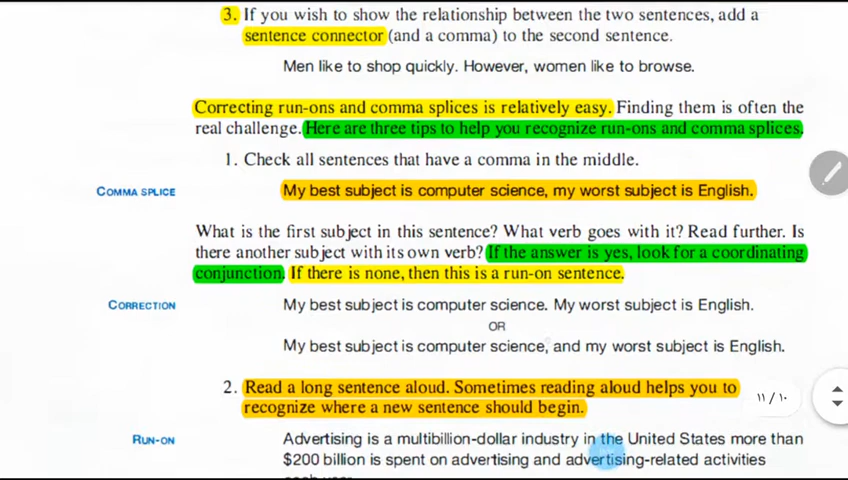 3. If you wish to show the relationship between the two sentences, add a
sentence connector (and a comma) to the second sentence.
Men like to shop quickly. However, women like to browse.
Correcting run-ons and comma splices is relatively easy. Finding them is often the
real challenge. Here are three tips to help you recognize run-ons and comma splices.
1. Check all sentences that have a comma in the middle.
COMMA SPLICE My best subject is computer science, my worst subject is English.
What is the first subject in this sentence? What verb goes with it? Read further. Is
there another subject with its own verb? If the answer is yes, look for a coordinating
conjunction. If there is none, then this is a run-on sentence.
CORRECTION My best subject is computer science. My worst subject is English.
OR
My best subject is computer science, and my worst subject is English.
2. Read a long sentence aloud. Sometimes reading aloud helps you to
recognize where a new sentence should begin.
١١/١٠
RUN-ON Advertising is a multibillion-dollar industry in the United States more than
$200 billion is spent on advertising and advertising-related activities